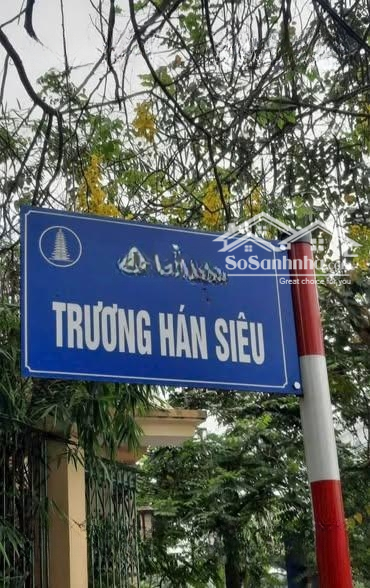 SoSanhnha
Great choice for you
TRƯƠNG HÁN SIÊU